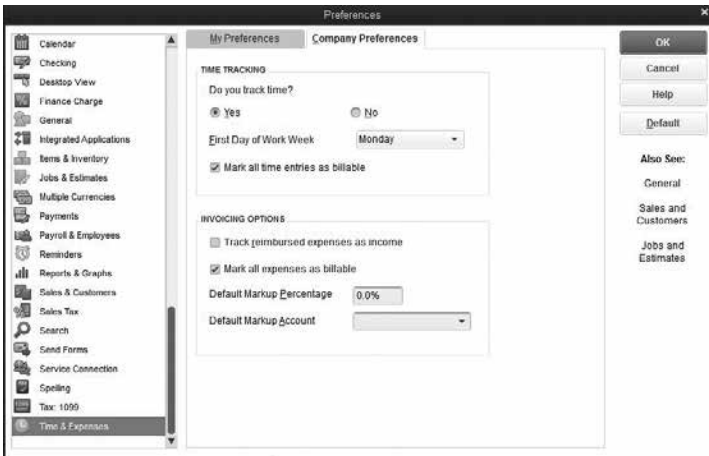 Preferences
Calendar
Checking
Desktop View
Finance Charge
General
Integrated Applications
Items & Inventory
Jobs & Estimates
Multiple Currencies
Payments
Payroll & Employees
Reminders
Reports & Graphs
Sales & Customers
Sales Tax
Search
Send Forms
Service Connection
Spelling
Tax: 1099
Time & Expenses
My Preferences
Company Preferences
TIME TRACKING
Do you track time?
Yes
No
First Day of Work Week
Monday
Mark all time entries as billable
INVOICING OPTIONS
Track reimbursed expenses as income
Mark all expenses as billable
Default Markup Percentage
0.0%
Default Markup Account
OK
Cancel
Help
Default
Also See:
General
Sales and
Customers
Jobs and
Estimates